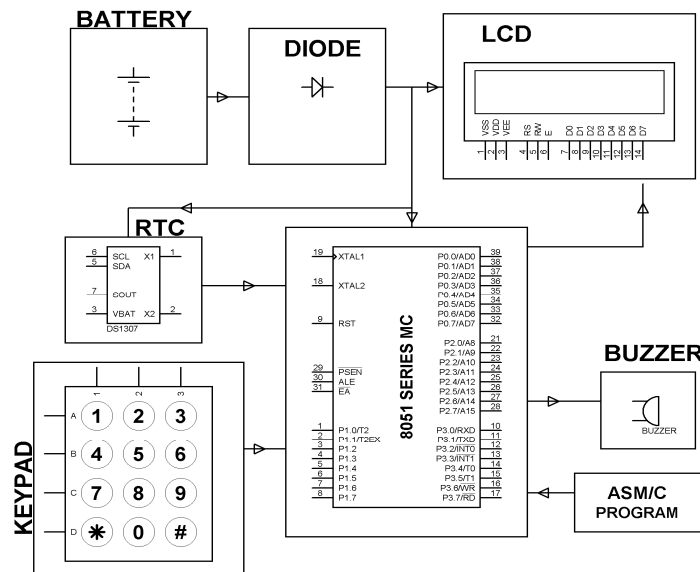 BATTERY
DIODE
LCD
VSS
VDD
VEE
RS
RW
E
D0
D1
D2
D3
D4
D5
D6
D7
1
2
3
4
5
6
7
8
9
10
11
12
13
14
RTC
6 SCL X1 1
5 SDA
7 SOUT
3 VBAT X2 2
DS1307
8051 SERIES MC
19 XTAL1
18 XTAL2
9 RST
29 PSEN
30 ALE
31 EA
1 P1.0/T2
2 P1.1/T2EX
3 P1.2
4 P1.3
5 P1.4
6 P1.5
7 P1.6
8 P1.7
P0.0/AD0 39
P0.1/AD1 38
P0.2/AD2 37
P0.3/AD3 36
P0.4/AD4 35
P0.5/AD5 34
P0.6/AD6 33
P0.7/AD7 32
P2.0/A8 21
P2.1/A9 22
P2.2/A10 23
P2.3/A11 24
P2.4/A12 25
P2.5/A13 26
P2.6/A14 27
P2.7/A15 28
P3.0/RXD 10
P3.1/TXD 11
P3.2/INT0 12
P3.3/INT1 13
P3.4/T0 14
P3.5/T1 15
P3.6/WR 16
P3.7/RD 17
BUZZER
BUZZER
ASM/C
PROGRAM
KEYPAD
1 2 3
A 1 2 3
B 4 5 6
C 7 8 9
D * 0 #